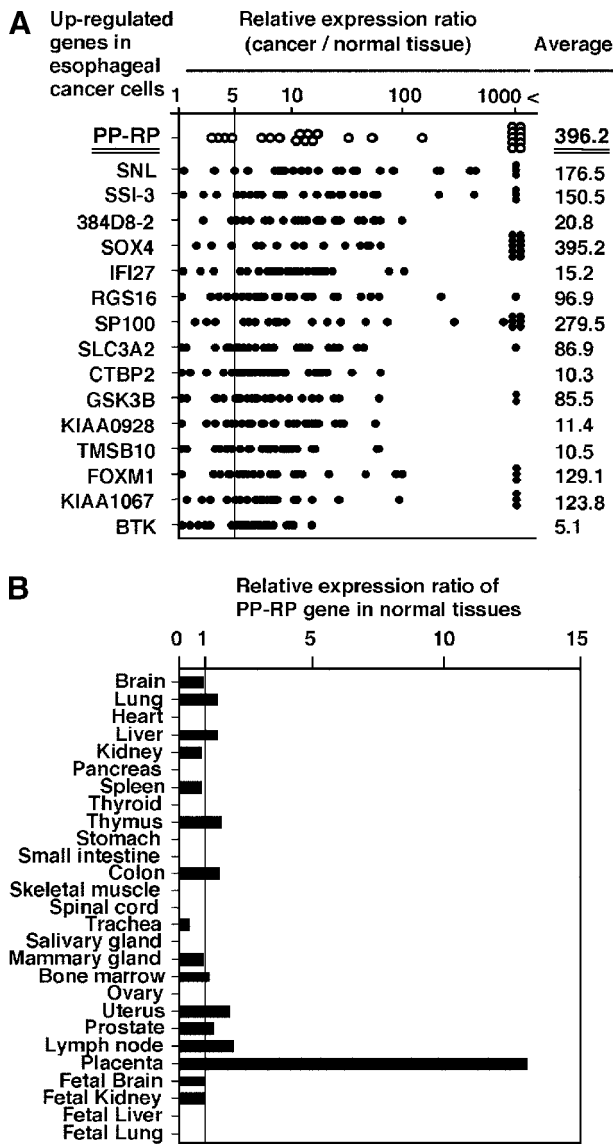 A
Up-regulated genes in esophageal cancer cells
Relative expression ratio (cancer / normal tissue)
Average
1 5 10 100 1000 <
PP-RP 396.2
SNL 176.5
SSI-3 150.5
384D8-2 20.8
SOX4 395.2
IFI27 15.2
RGS16 96.9
SP100 279.5
SLC3A2 86.9
CTBP2 10.3
GSK3B 85.5
KIAA0928 11.4
TMSB10 10.5
FOXM1 129.1
KIAA1067 123.8
BTK 5.1
B
Relative expression ratio of
PP-RP gene in normal tissues
0 1 5 10 15
Brain
Lung
Heart
Liver
Kidney
Pancreas
Spleen
Thyroid
Thymus
Stomach
Small intestine
Colon
Skeletal muscle
Spinal cord
Trachea
Salivary gland
Mammary gland
Bone marrow
Ovary
Uterus
Prostate
Lymph node
Placenta
Fetal Brain
Fetal Kidney
Fetal Liver
Fetal Lung